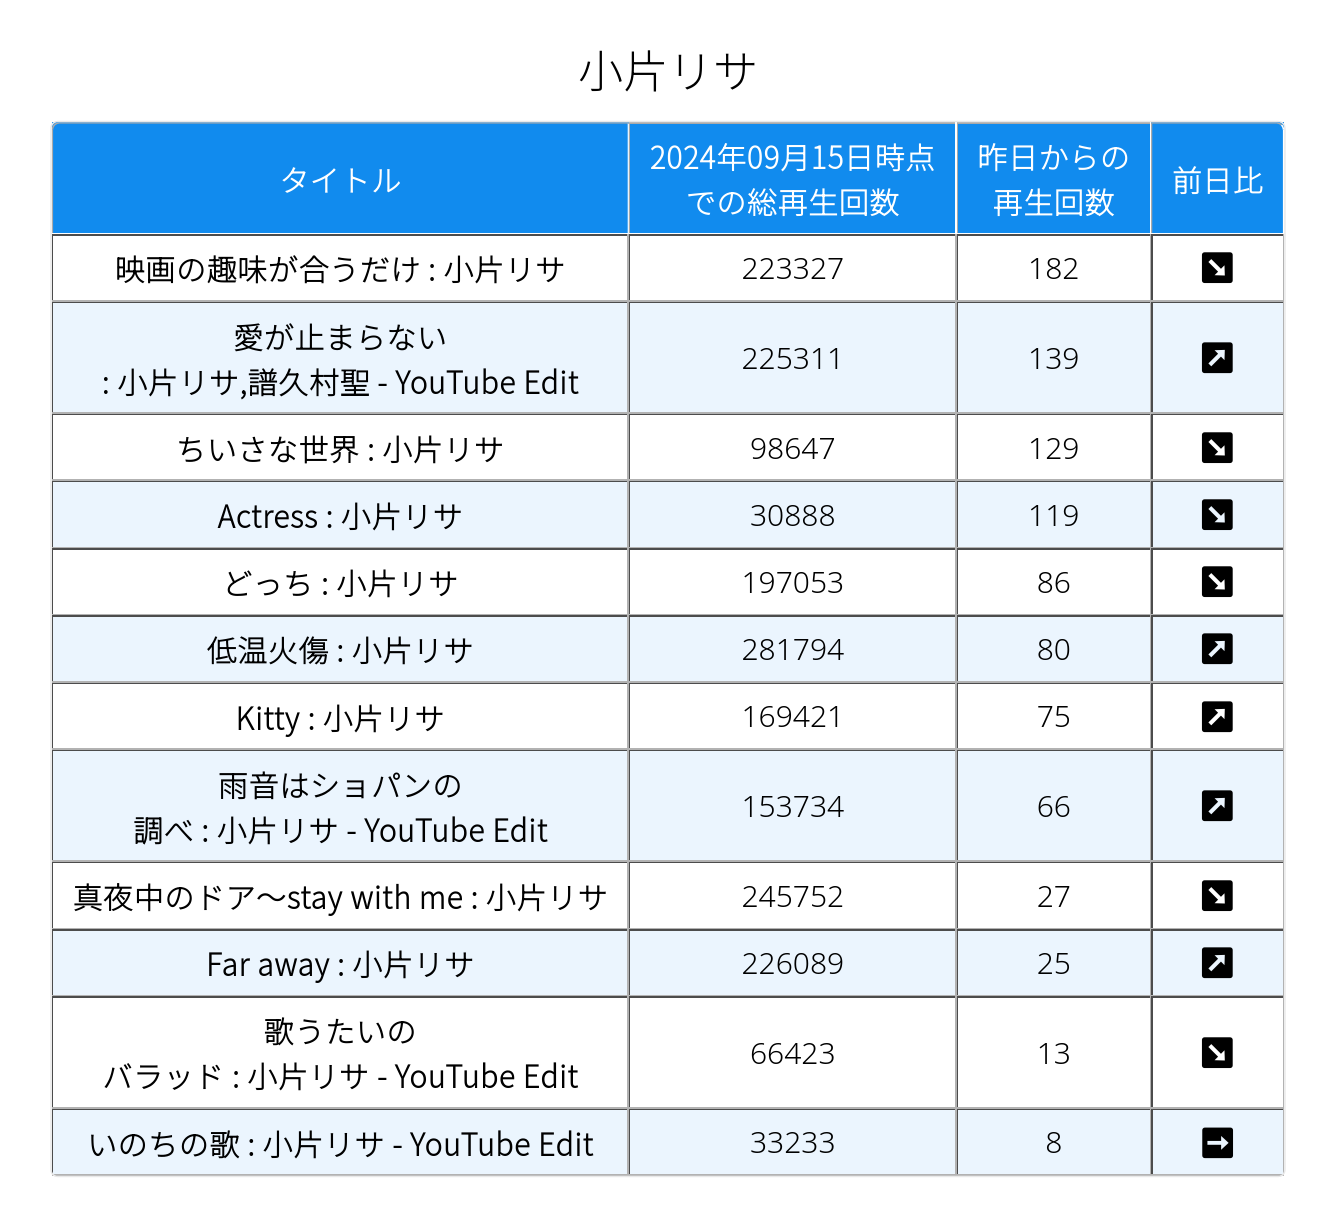 小片リサ
タイトル
2024年09月15日時点
での総再生回数
昨日からの
再生回数
前日比
映画の趣味が合うだけ : 小片リサ
223327
182
愛が止まらない
: 小片リサ,譜久村聖 - YouTube Edit
225311
139
ちいさな世界 : 小片リサ
98647
129
Actress : 小片リサ
30888
119
どっち : 小片リサ
197053
86
低温火傷 : 小片リサ
281794
80
Kitty : 小片リサ
169421
75
雨音はショパンの
調べ : 小片リサ - YouTube Edit
153734
66
真夜中のドア〜stay with me : 小片リサ
245752
27
Far away : 小片リサ
226089
25
歌うたいの
バラッド : 小片リサ - YouTube Edit
66423
13
いのちの歌 : 小片リサ - YouTube Edit
33233
8